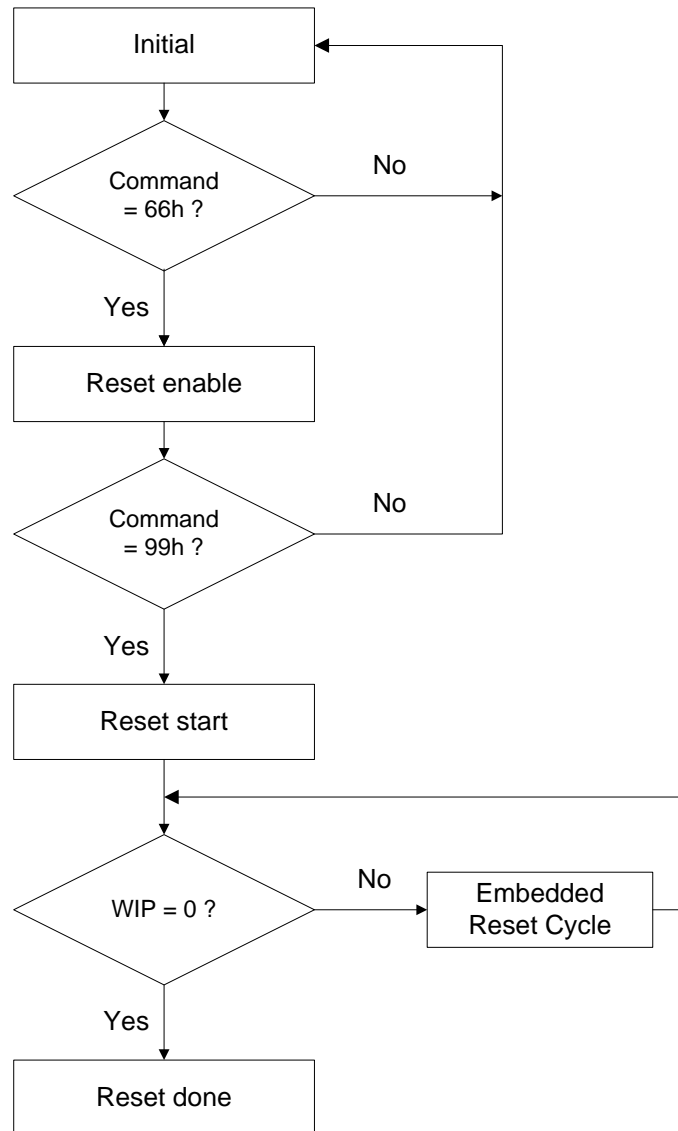 Initial
Command
= 66h ?
No
Yes
Reset enable
Command
= 99h ?
No
Yes
Reset start
WIP = 0 ?
No
Embedded
Reset Cycle
Yes
Reset done